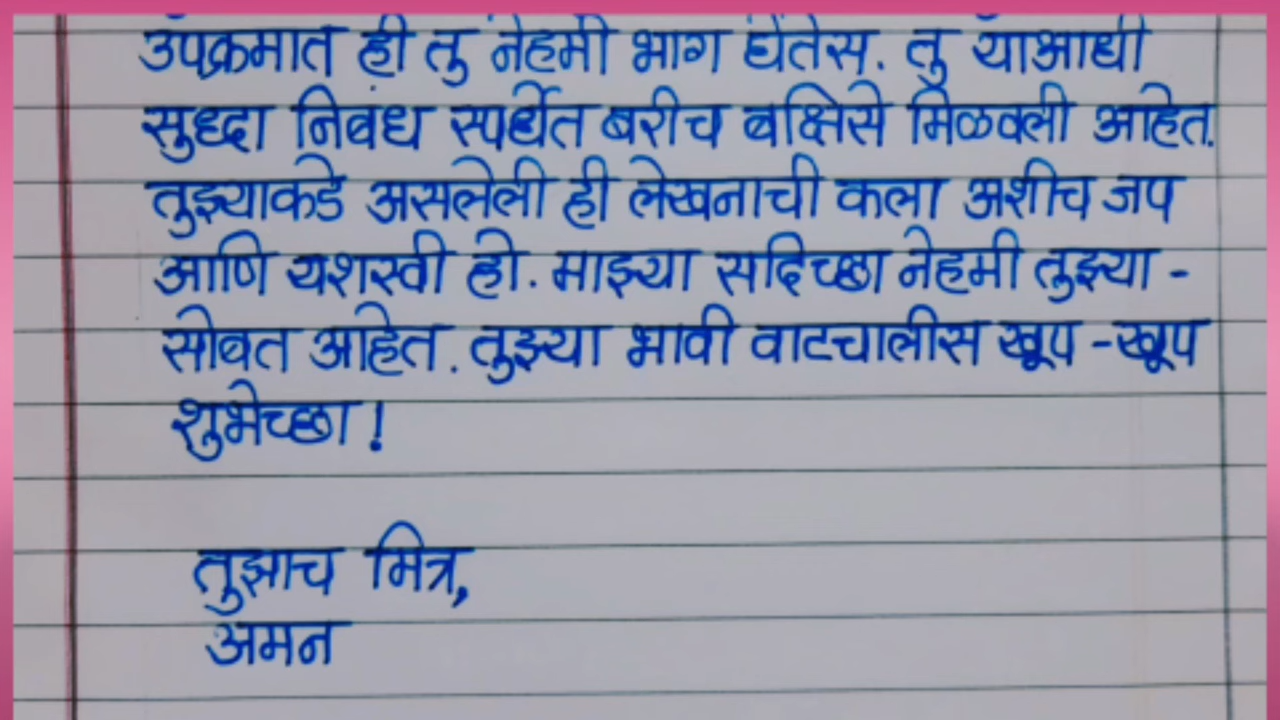 उपक्रमात ही तु नेहमी भाग घेतेस. तु याआधी
सुध्दा निबंध स्पर्धेत बरीच बक्षिसे मिळवली आहेत.
तुझ्याकडे असलेली ही लेखनाची कला अशीच जप
आणि यशस्वी हो. माझ्या सदिच्छा नेहमी तुझ्या -
सोबत आहेत. तुझ्या भावी वाटचालीस खूप -खूप
शुभेच्छा!
तुझाच मित्र,
अमन